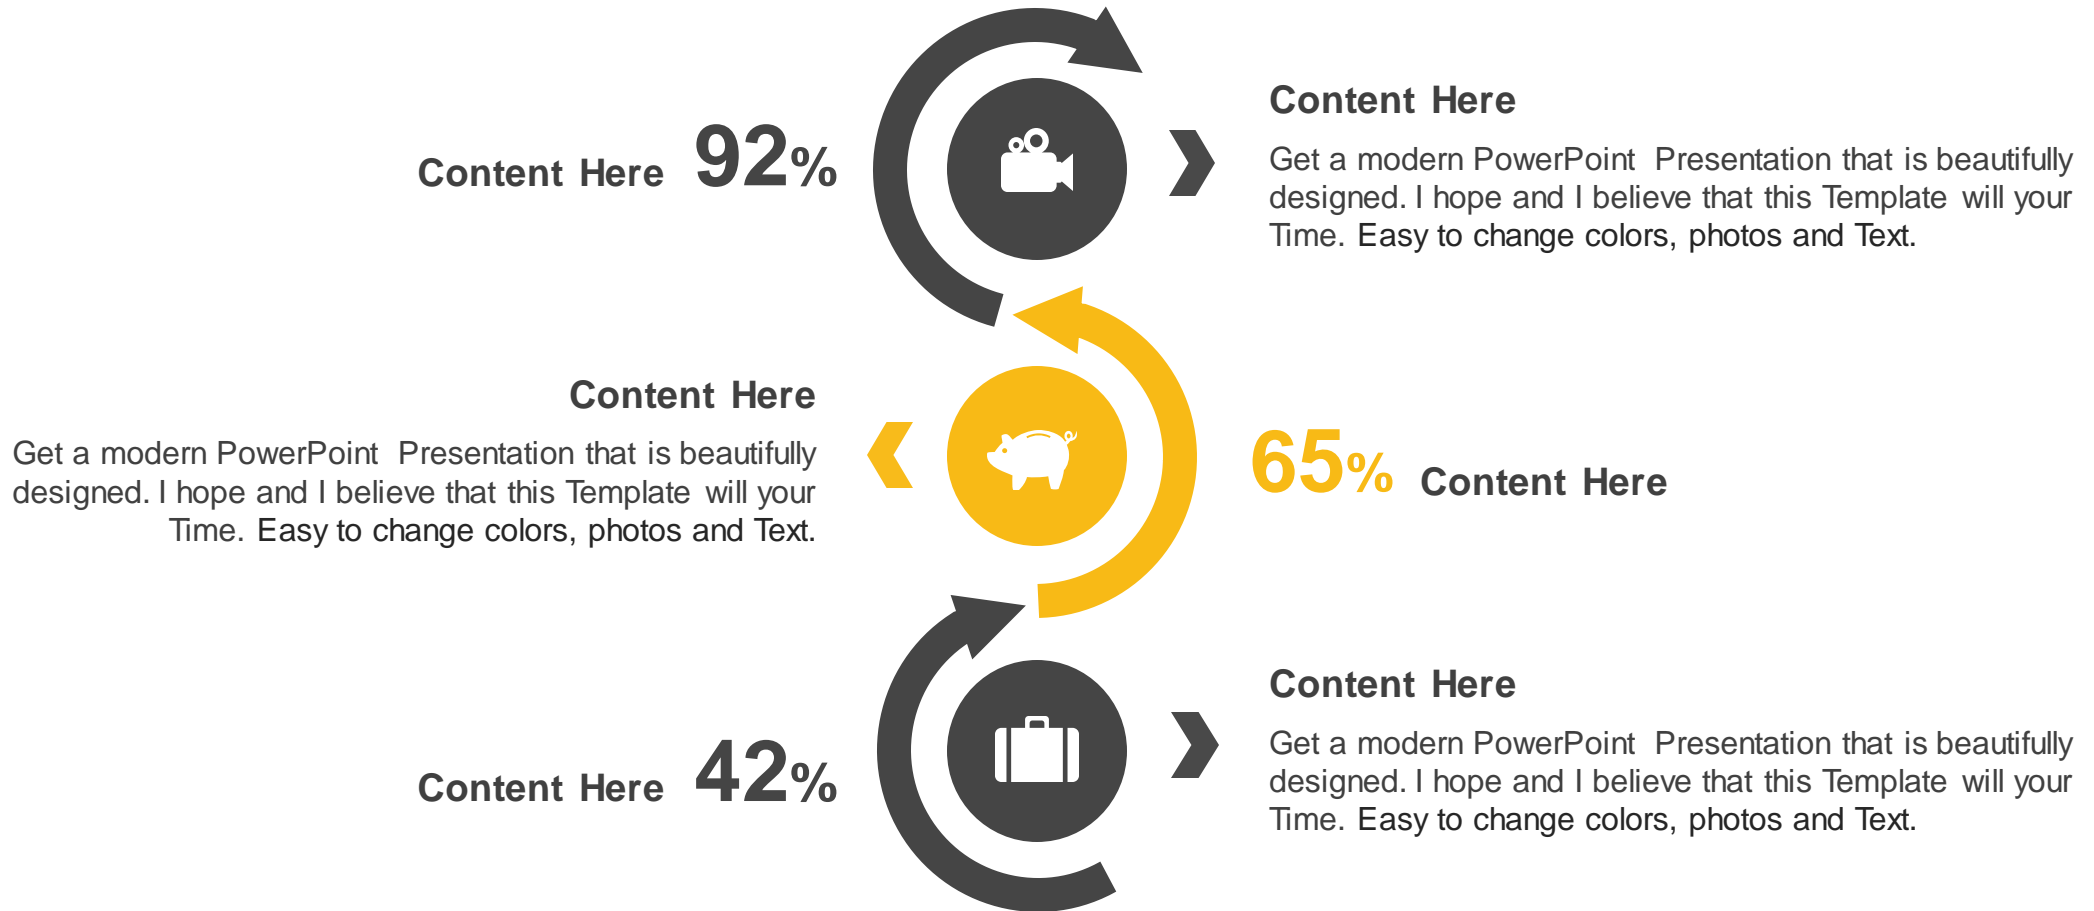 Content Here 92%
Content Here
Get a modern PowerPoint Presentation that is beautifully
designed. I hope and I believe that this Template will your
Time. Easy to change colors, photos and Text.
Content Here
Get a modern PowerPoint Presentation that is beautifully
designed. I hope and I believe that this Template will your
Time. Easy to change colors, photos and Text.
65% Content Here
Content Here 42%
Content Here
Get a modern PowerPoint Presentation that is beautifully
designed. I hope and I believe that this Template will your
Time. Easy to change colors, photos and Text.